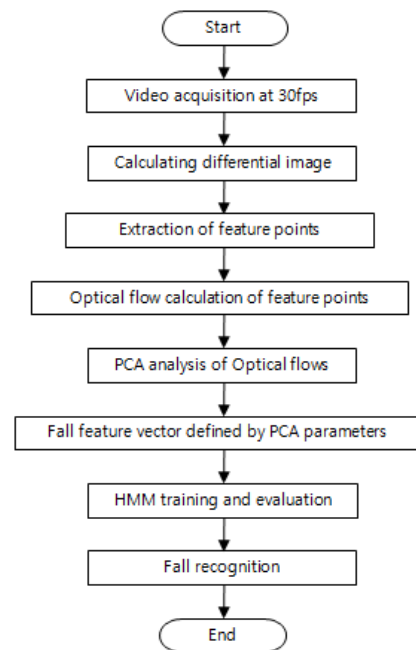 Start
Video acquisition at 30fps
Calculating differential image
Extraction of feature points
Optical flow calculation of feature points
PCA analysis of Optical flows
Fall feature vector defined by PCA parameters
HMM training and evaluation
Fall recognition
End